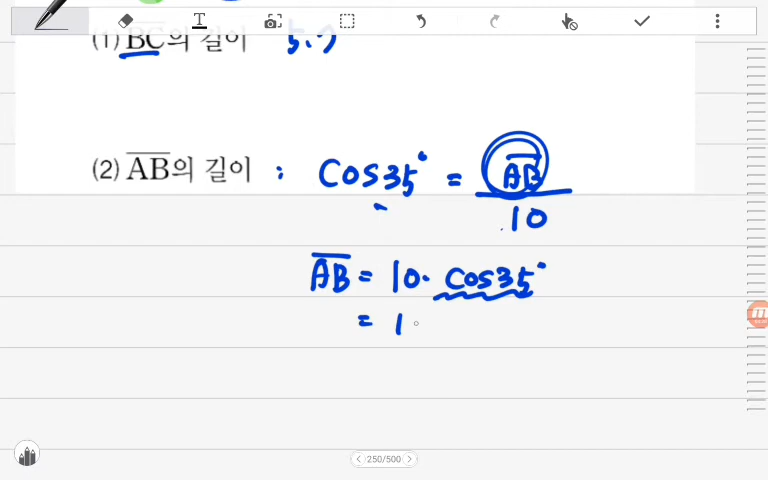 (1) BC의 길이 5.7
(2) AB의 길이 : cos35° = AB
10
AB = 10· cos35°
= 1
250/500